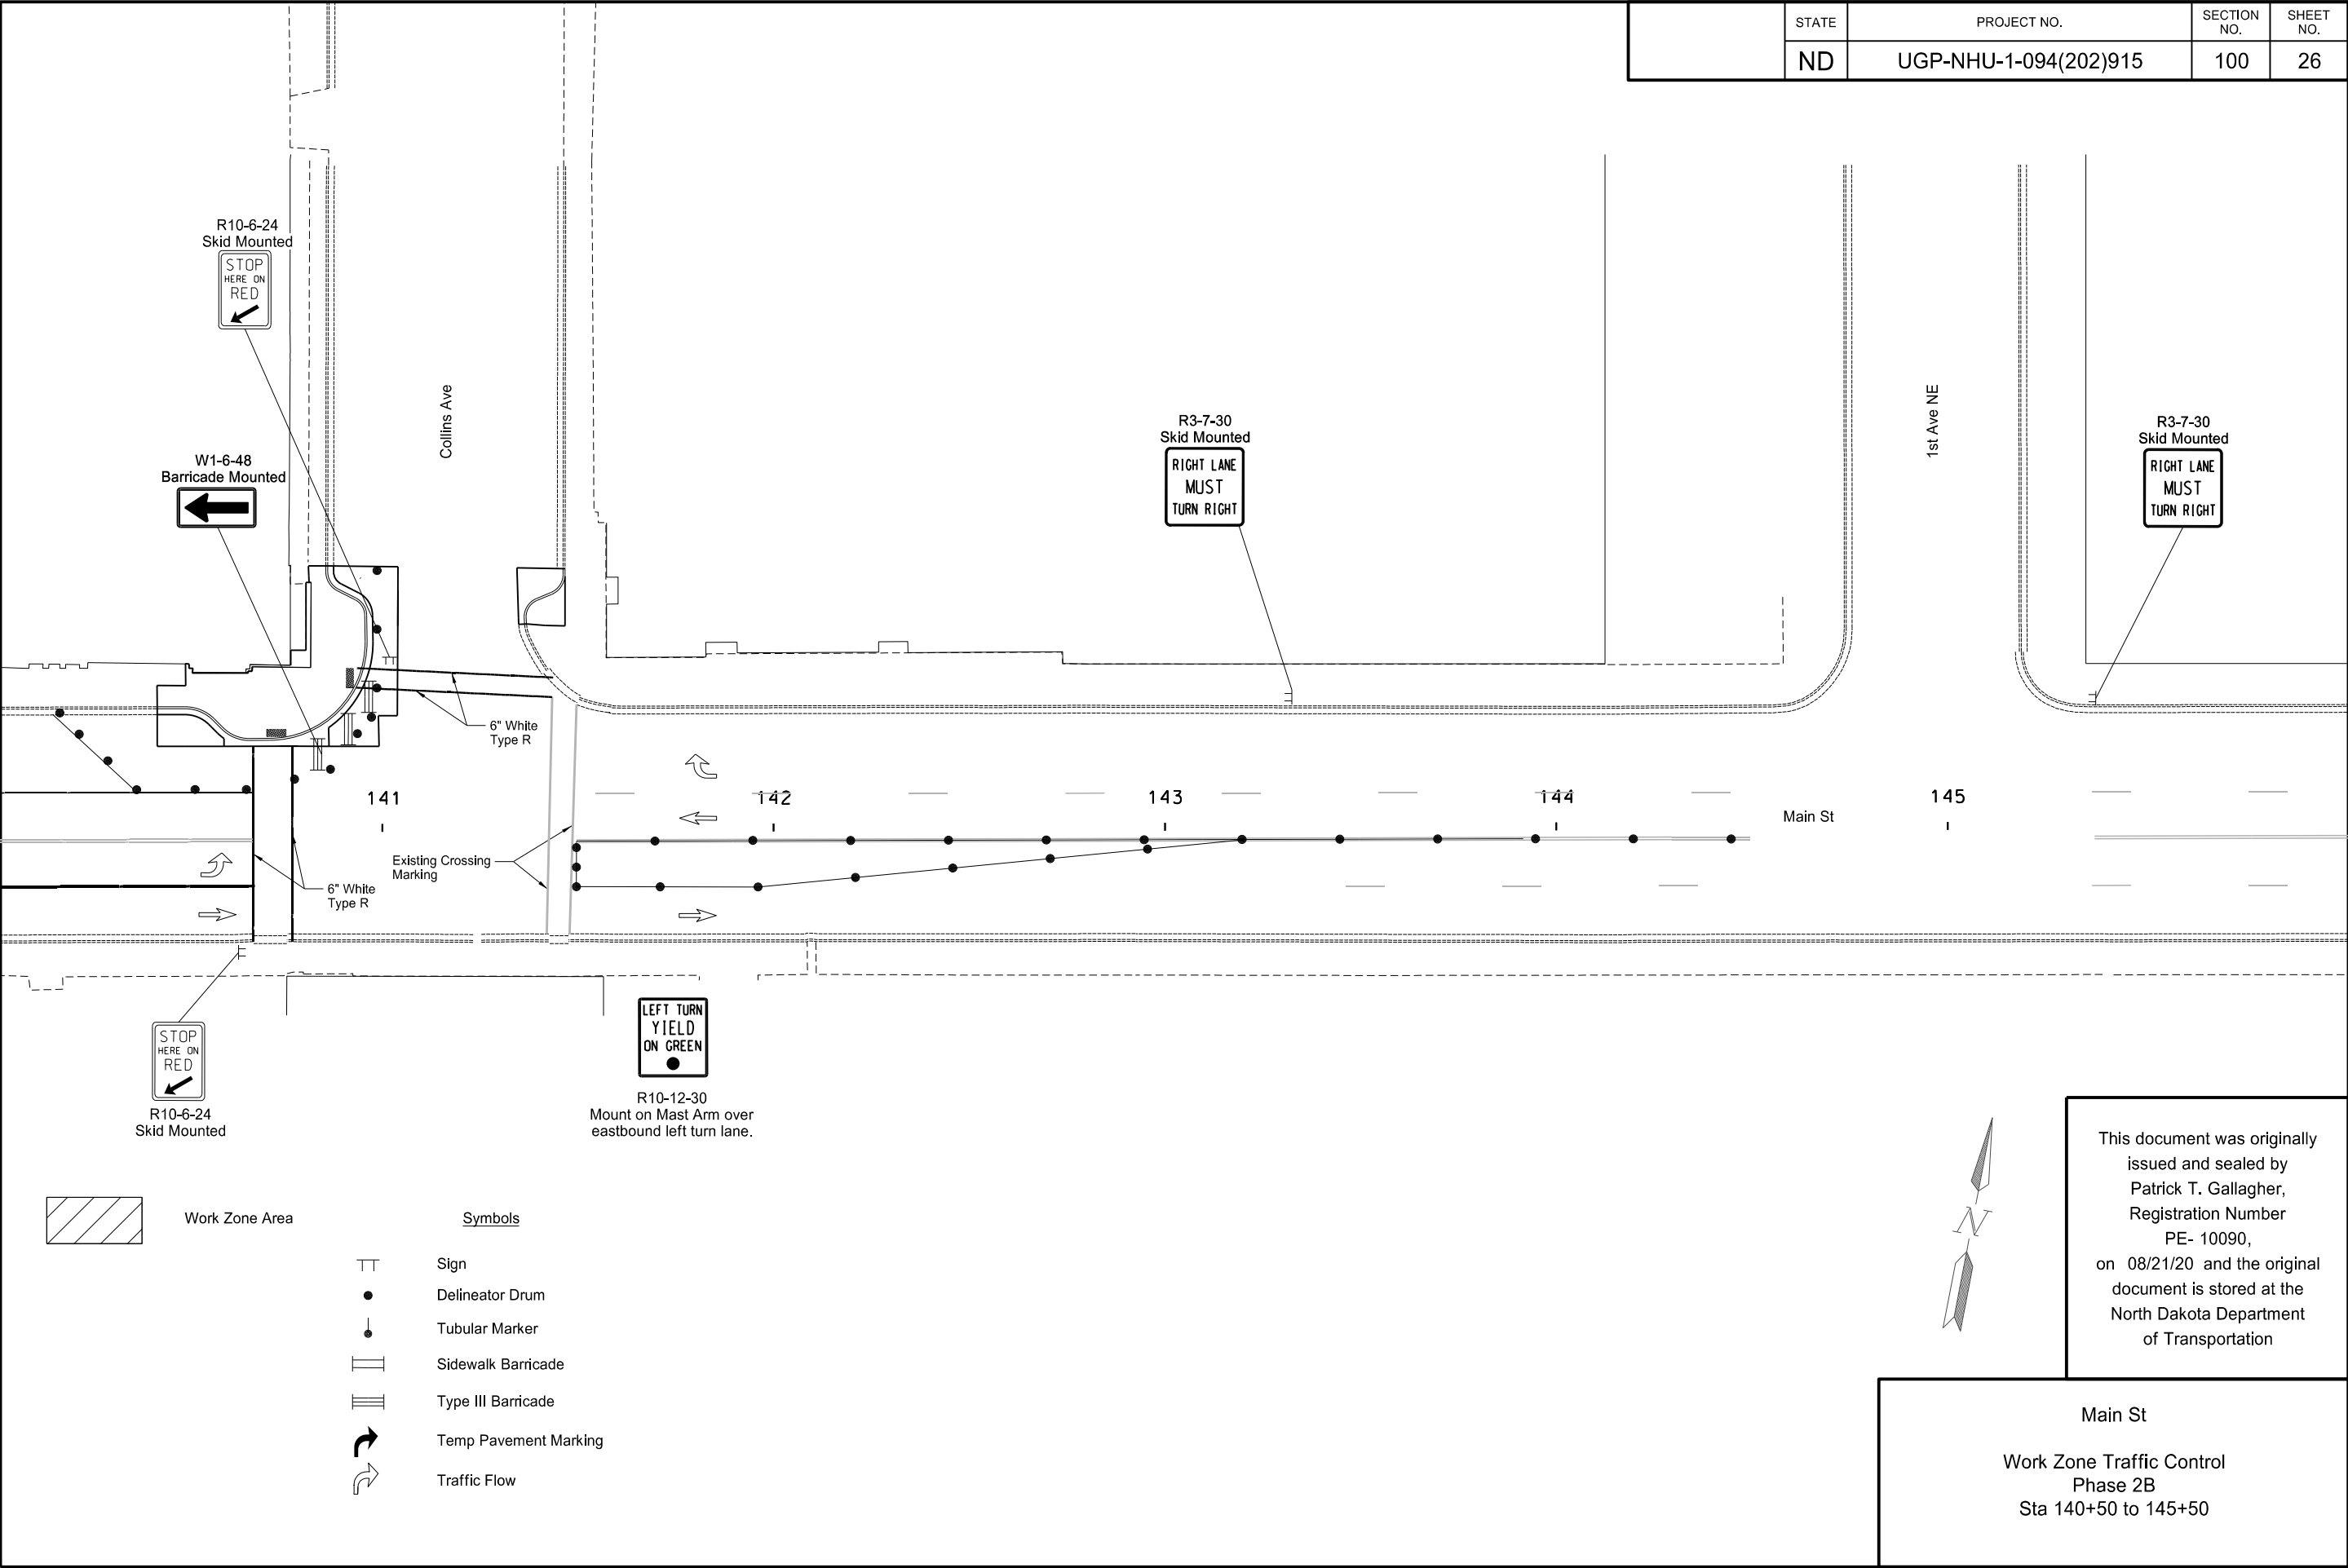 STATE
PROJECT NO.
SECTION
NO.
SHEET
NO.
ND
UGP-NHU-1-094(202)915
100
26
R10-6-24
Skid Mounted
STOP
HERE ON
RED
Collins Ave
W1-6-48
Barricade Mounted
R3-7-30
Skid Mounted
RIGHT LANE
MUST
TURN RIGHT
1st Ave NE
R3-7-30
Skid Mounted
RIGHT LANE
MUST
TURN RIGHT
6" White
Type R
141
142
143
144
145
Main St
Existing Crossing
Marking
6" White
Type R
STOP
HERE ON
RED
R10-6-24
Skid Mounted
LEFT TURN
YIELD
ON GREEN
R10-12-30
Mount on Mast Arm over
eastbound left turn lane.
Work Zone Area
Symbols
Sign
Delineator Drum
Tubular Marker
Sidewalk Barricade
Type III Barricade
Temp Pavement Marking
Traffic Flow
N
This document was originally
issued and sealed by
Patrick T. Gallagher,
Registration Number
PE- 10090,
on 08/21/20 and the original
document is stored at the
North Dakota Department
of Transportation
Main St
Work Zone Traffic Control
Phase 2B
Sta 140+50 to 145+50